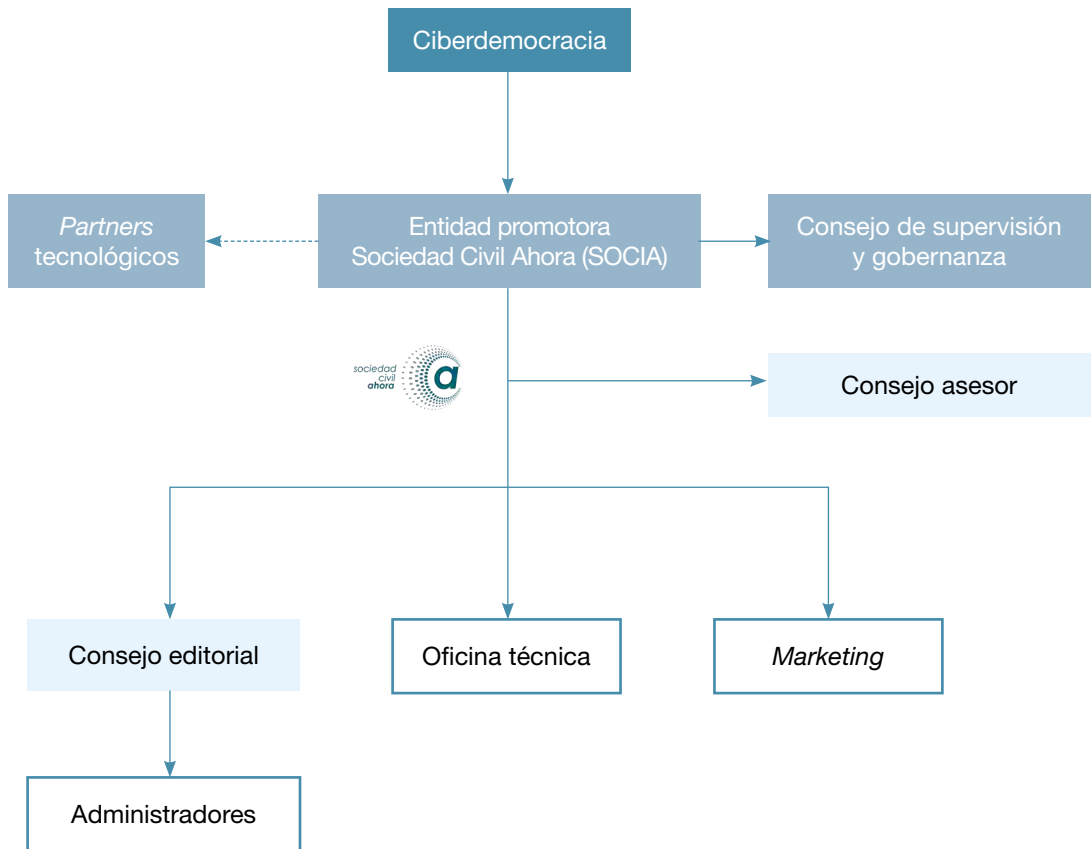 Ciberdemocracia
Partners
tecnológicos
Entidad promotora
Sociedad Civil Ahora (SOCIA)
Consejo de supervisión
y gobernanza
sociedad
civil
ahora
a
Consejo asesor
Consejo editorial
Oficina técnica
Marketing
Administradores